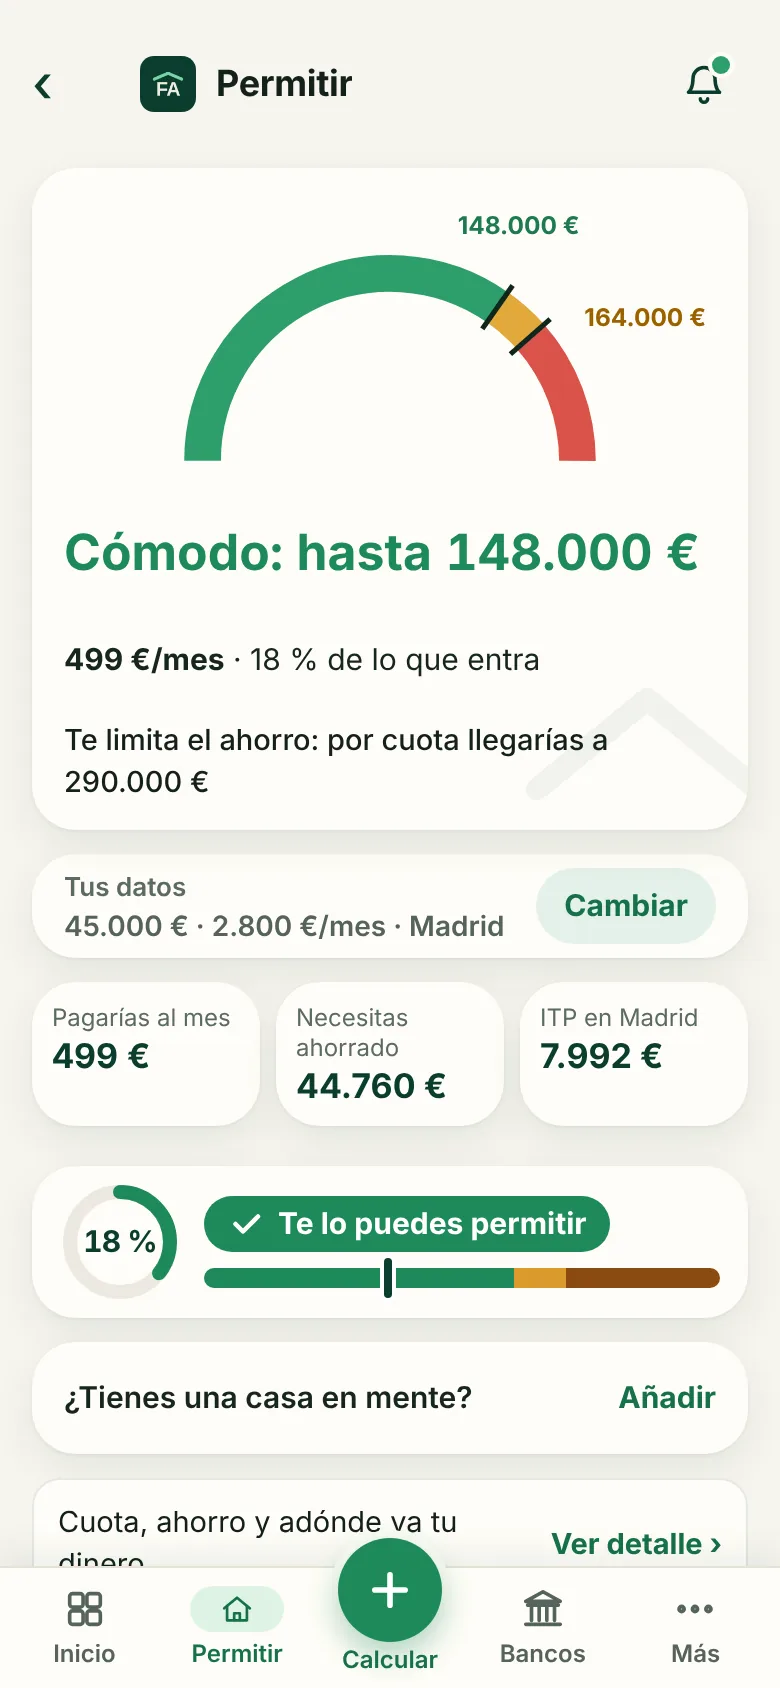 ‹
FA
Permitir
148.000 €
164.000 €
Cómodo: hasta 148.000 €
499 €/mes · 18 % de lo que entra
Te limita el ahorro: por cuota llegarías a
290.000 €
Tus datos
45.000 € · 2.800 €/mes · Madrid
Cambiar
Pagarías al mes
499 €
Necesitas
ahorrado
44.760 €
ITP en Madrid
7.992 €
18 %
Te lo puedes permitir
¿Tienes una casa en mente?
Añadir
Cuota, ahorro y adónde va tu
dinero
Ver detalle ›
Inicio
Permitir
Calcular
Bancos
Más